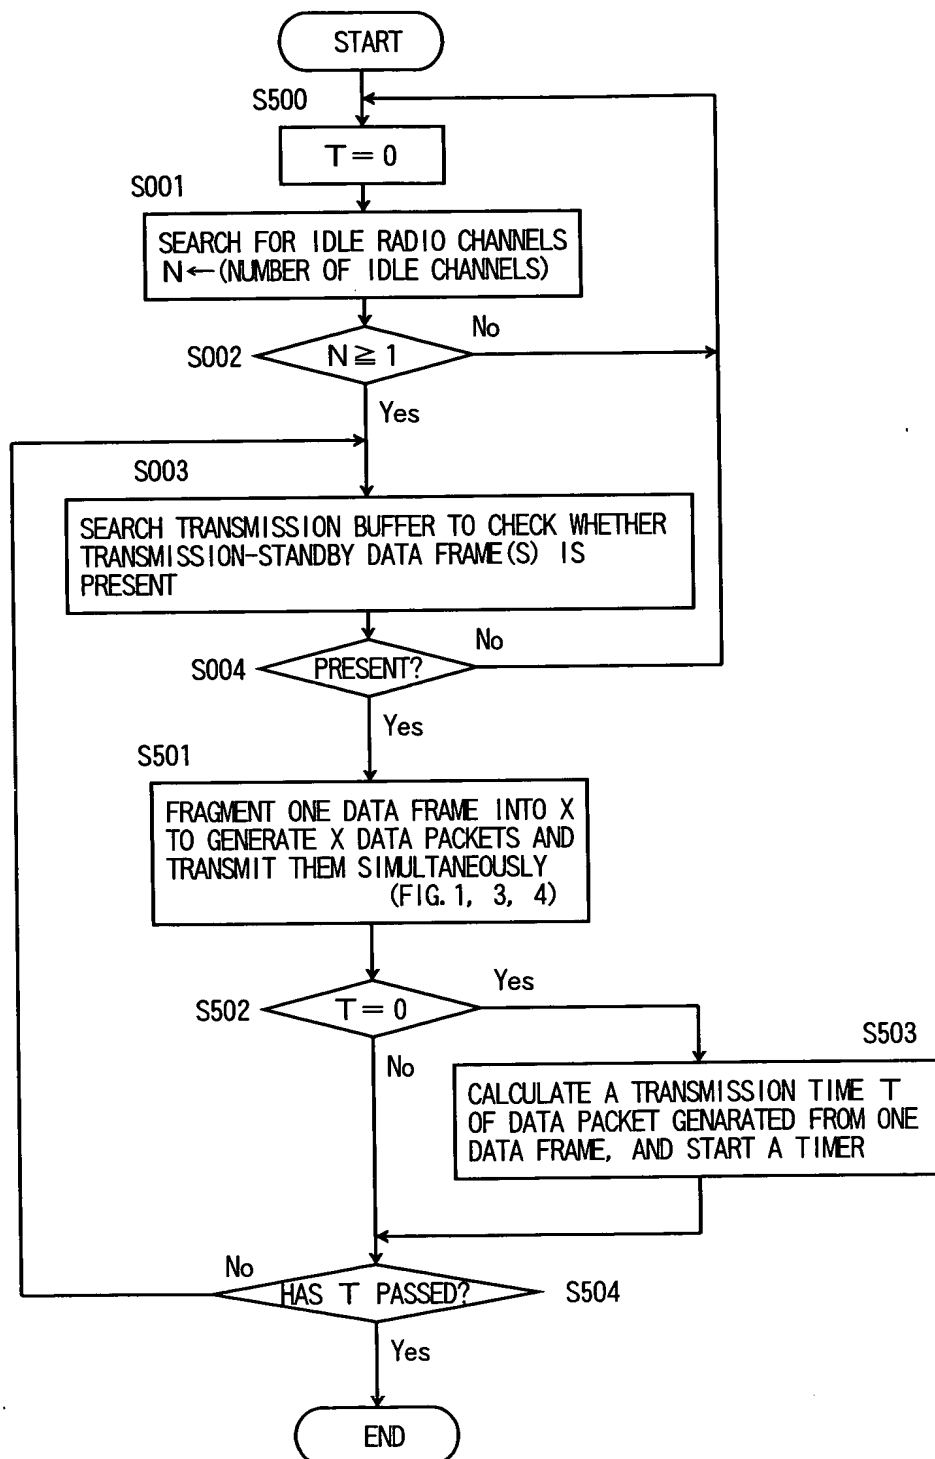 START
S500
T = 0
S001
SEARCH FOR IDLE RADIO CHANNELS
N←(NUMBER OF IDLE CHANNELS)
No
S002
N ≧ 1
Yes
S003
SEARCH TRANSMISSION BUFFER TO CHECK WHETHER
TRANSMISSION-STANDBY DATA FRAME(S) IS
PRESENT
No
S004
PRESENT?
Yes
S501
FRAGMENT ONE DATA FRAME INTO X
TO GENERATE X DATA PACKETS AND
TRANSMIT THEM SIMULTANEOUSLY
(FIG. 1, 3, 4)
Yes
S502
T = 0
S503
No
CALCULATE A TRANSMISSION TIME T
OF DATA PACKET GENARATED FROM ONE
DATA FRAME, AND START A TIMER
No
HAS T PASSED?
S504
Yes
END